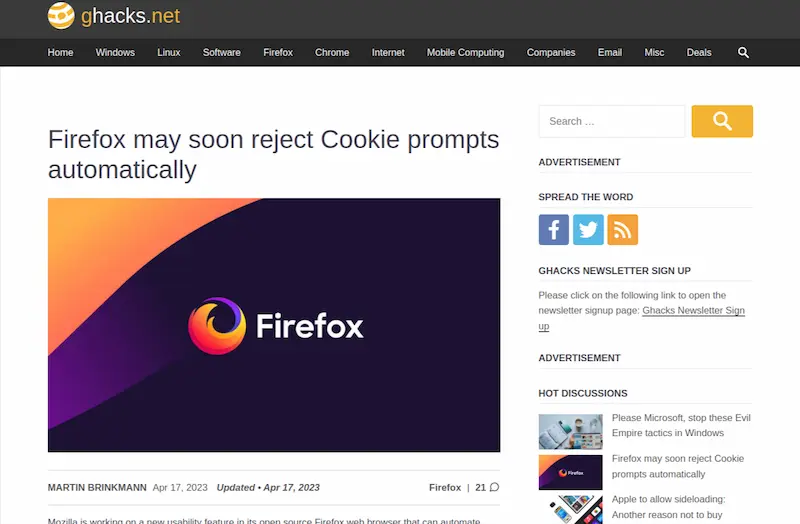 ghacks.net
Home Windows Linux Software Firefox Chrome Internet Mobile Computing Companies Email Misc Deals
Firefox may soon reject Cookie prompts
automatically
Firefox
MARTIN BRINKMANN Apr 17, 2023 Updated • Apr 17, 2023
Firefox | 21
Mozilla is working on a new usability feature in its open source Firefox web browser that can automate
Search …
ADVERTISEMENT
SPREAD THE WORD
GHACKS NEWSLETTER SIGN UP
Please click on the following link to open the
newsletter signup page: Ghacks Newsletter Sign
up
ADVERTISEMENT
HOT DISCUSSIONS
Please Microsoft, stop these Evil
Empire tactics in Windows
Firefox
Firefox may soon reject Cookie
prompts automatically
Apple to allow sideloading:
Another reason not to buy